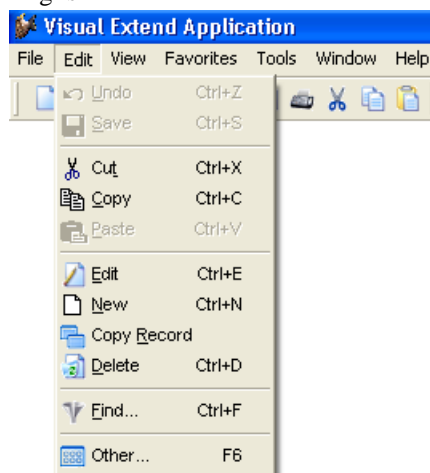 Visual Extend Application
File Edit View Favorites Tools Window Help
Undo Ctrl+Z
Save Ctrl+S
Cut Ctrl+X
Copy Ctrl+C
Paste Ctrl+V
Edit Ctrl+E
New Ctrl+N
Copy Record
Delete Ctrl+D
Find... Ctrl+F
Other... F6